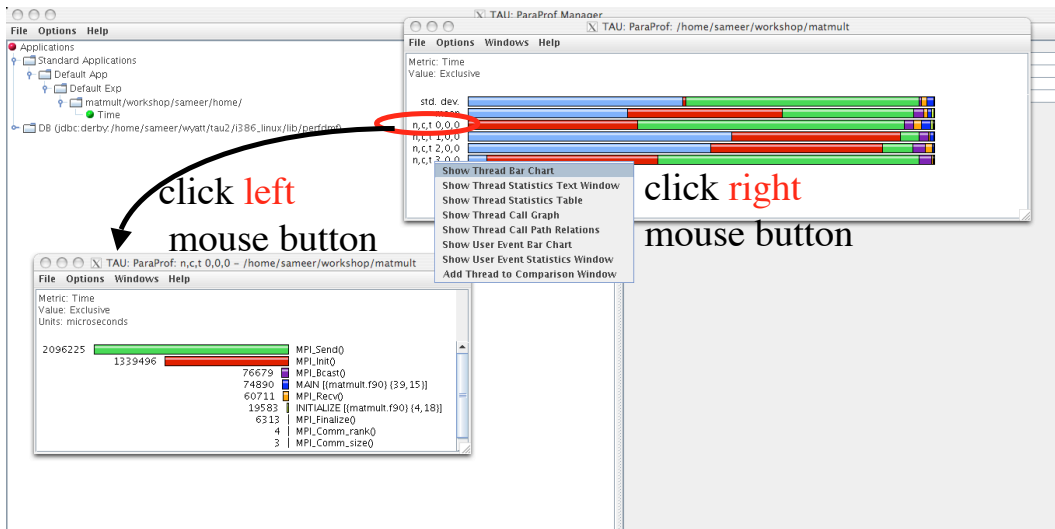 TAU: ParaProf Manager
File Options Help
Applications
Standard Applications
Default App
Default Exp
matmult/workshop/sameer/home/
Time
DB (jdbc:derby:/home/sameer/wyatt/tau2/i386_linux/lib/perfdmf)
TAU: ParaProf: /home/sameer/workshop/matmult
File Options Windows Help
Metric: Time
Value: Exclusive
std. dev.
mean
n,c,t 0,0,0
n,c,t 1,0,0
n,c,t 2,0,0
n,c,t 3,0,0
Show Thread Bar Chart
Show Thread Statistics Text Window
Show Thread Statistics Table
Show Thread Call Graph
Show Thread Call Path Relations
Show User Event Bar Chart
Show User Event Statistics Window
Add Thread to Comparison Window
click left
mouse button
click right
mouse button
TAU: ParaProf: n,c,t 0,0,0 – /home/sameer/workshop/matmult
File Options Windows Help
Metric: Time
Value: Exclusive
Units: microseconds
2096225 MPI_Send()
1339496 MPI_Init()
76679 MPI_Bcast()
74890 MAIN [{matmult.f90} {39,15}]
60711 MPI_Recv()
19583 INITIALIZE [{matmult.f90} {4,18}]
6313 MPI_Finalize()
4 MPI_Comm_rank()
3 MPI_Comm_size()